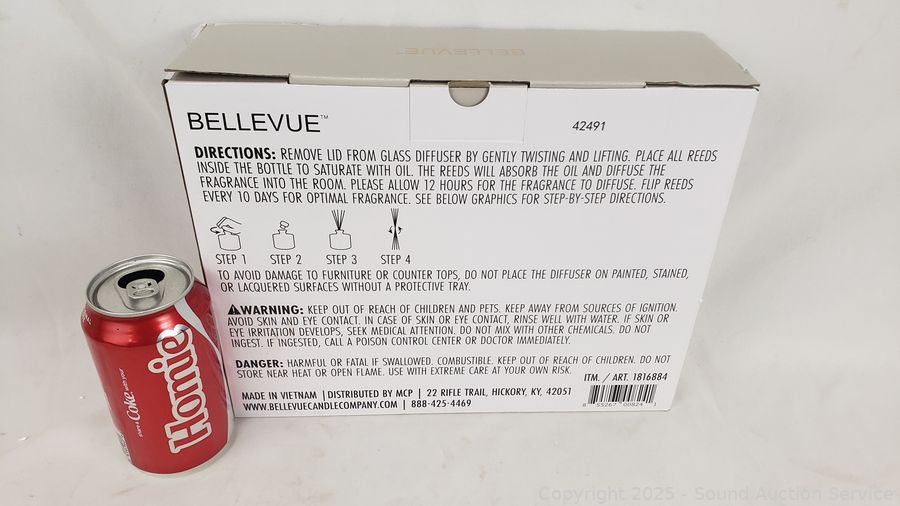 BELLEVUE
BELLEVUE™
42491
DIRECTIONS: REMOVE LID FROM GLASS DIFFUSER BY GENTLY TWISTING AND LIFTING. PLACE ALL REEDS
INSIDE THE BOTTLE TO SATURATE WITH OIL. THE REEDS WILL ABSORB THE OIL AND DIFFUSE THE
FRAGRANCE INTO THE ROOM. PLEASE ALLOW 12 HOURS FOR THE FRAGRANCE TO DIFFUSE. FLIP REEDS
EVERY 10 DAYS FOR OPTIMAL FRAGRANCE. SEE BELOW GRAPHICS FOR STEP-BY-STEP DIRECTIONS.
STEP 1 STEP 2 STEP 3 STEP 4
TO AVOID DAMAGE TO FURNITURE OR COUNTER TOPS, DO NOT PLACE THE DIFFUSER ON PAINTED, STAINED,
OR LACQUERED SURFACES WITHOUT A PROTECTIVE TRAY.
WARNING: KEEP OUT OF REACH OF CHILDREN AND PETS. KEEP AWAY FROM SOURCES OF IGNITION.
AVOID SKIN AND EYE CONTACT. IN CASE OF SKIN OR EYE CONTACT, RINSE WELL WITH WATER. IF SKIN OR
EYE IRRITATION DEVELOPS, SEEK MEDICAL ATTENTION. DO NOT MIX WITH OTHER CHEMICALS. DO NOT
INGEST. IF INGESTED, CALL A POISON CONTROL CENTER OR DOCTOR IMMEDIATELY.
DANGER: HARMFUL OR FATAL IF SWALLOWED. COMBUSTIBLE. KEEP OUT OF REACH OF CHILDREN. DO NOT
STORE NEAR HEAT OR OPEN FLAME. USE WITH EXTREME CARE AT YOUR OWN RISK.
ITM. / ART. 1816884
MADE IN VIETNAM | DISTRIBUTED BY MCP | 22 RIFLE TRAIL, HICKORY, KY, 42051
WWW.BELLEVUECANDLECOMPANY.COM | 888-425-4469
8 55267 00824 1
Share a Coke with your
Homie
Copyright 2025 - Sound Auction Service